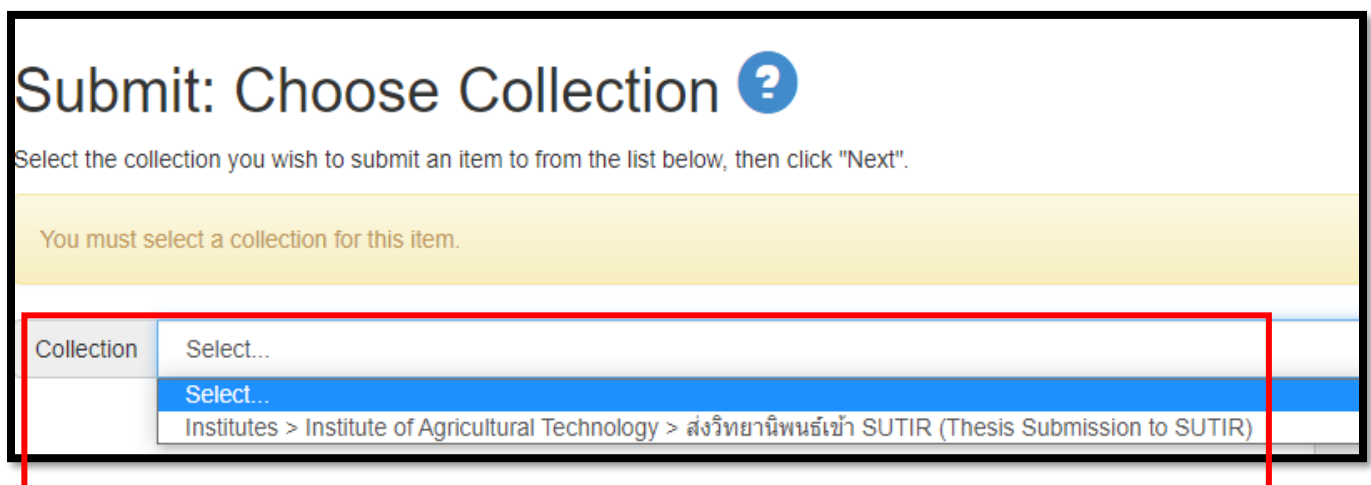 Submit: Choose Collection ?
Select the collection you wish to submit an item to from the list below, then click "Next".
You must select a collection for this item.
Collection Select...
Select...
Institutes > Institute of Agricultural Technology > ส่งวิทยานิพนธ์เข้า SUTIR (Thesis Submission to SUTIR)